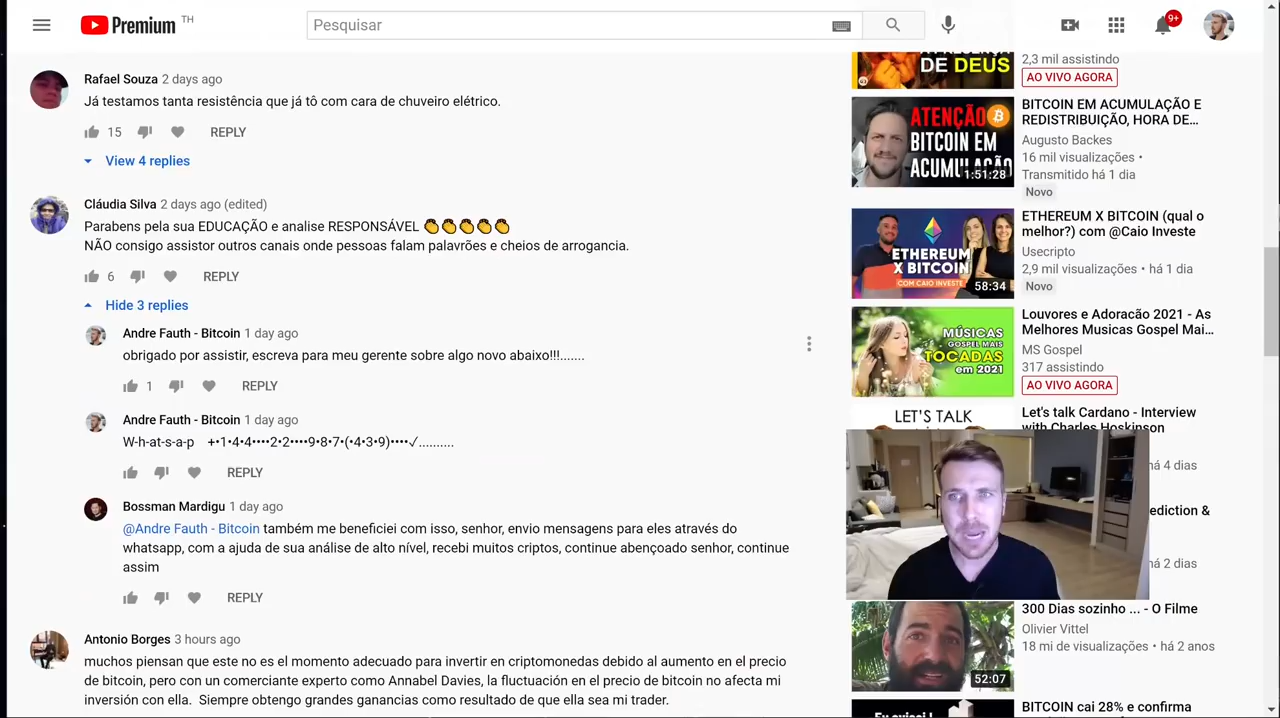 Premium TH
Pesquisar
9+
Rafael Souza 2 days ago
Já testamos tanta resistência que já to com cara de chuveiro elétrico.
15 REPLY
View 4 replies
Cláudia Silva 2 days ago (edited)
Parabens pela sua EDUCAÇÃO e analise RESPONSÁVEL 👏👏👏👏👏
NÃO consigo assistor outros canais onde pessoas falam palavrões e cheios de arrogancia.
6 REPLY
Hide 3 replies
Andre Fauth - Bitcoin 1 day ago
obrigado por assistir, escreva para meu gerente sobre algo novo abaixo!!!.......
1 REPLY
Andre Fauth - Bitcoin 1 day ago
W-h-at-s-a-p +•1•4•4••••2•2••••9•8•7•(•4•3•9)••••✓..........
REPLY
Bossman Mardigu 1 day ago
@Andre Fauth - Bitcoin também me beneficiei com isso, senhor, envio mensagens para eles através do
whatsapp, com a ajuda de sua análise de alto nível, recebi muitos criptos, continue abençoado senhor, continue
assim
REPLY
Antonio Borges 3 hours ago
muchos piensan que este no es el momento adecuado para invertir en criptomonedas debido al aumento en el precio
de bitcoin, pero con un comerciante experto como Annabel Davies, la fluctuación en el precio de bitcoin no afecta mi
inversión con ella. Siempre obtengo grandes ganancias como resultado de que ella sea mi trader.
DE DEUS
2,3 mil assistindo
AO VIVO AGORA
ATENÇÃO
BITCOIN EM
ACUMULAÇÃO
1:51:28
BITCOIN EM ACUMULAÇÃO E
REDISTRIBUIÇÃO, HORA DE...
Augusto Backes
16 mil visualizações •
Transmitido há 1 dia
Novo
ETHEREUM
X BITCOIN
COM CAIO INVESTE
58:34
ETHEREUM X BITCOIN (qual o
melhor?) com @Caio Investe
Usecripto
2,9 mil visualizações • há 1 dia
Novo
MÚSICAS
GOSPEL MAIS
TOCADAS
em 2021
Louvores e Adoracão 2021 - As
Melhores Musicas Gospel Mai...
MS Gospel
317 assistindo
AO VIVO AGORA
LET'S TALK
Let's talk Cardano - Interview
with Charles Hoskinson
há 4 dias
ediction &
há 2 dias
52:07
300 Dias sozinho ... - O Filme
Olivier Vittel
18 mi de visualizações • há 2 anos
Eu avisei !
BITCOIN cai 28% e confirma